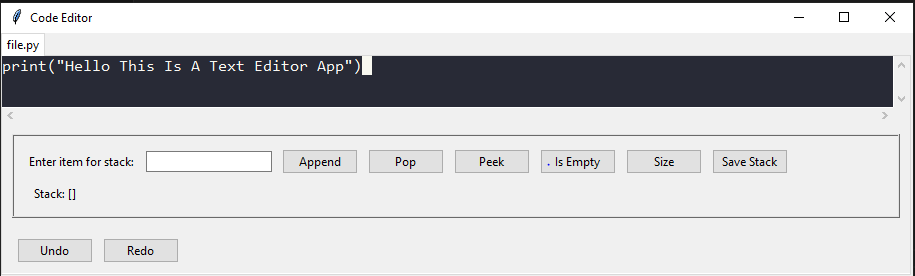 Code Editor
file.py
print("Hello This Is A Text Editor App")
Enter item for stack: Append Pop Peek Is Empty Size Save Stack
Stack: []
Undo Redo